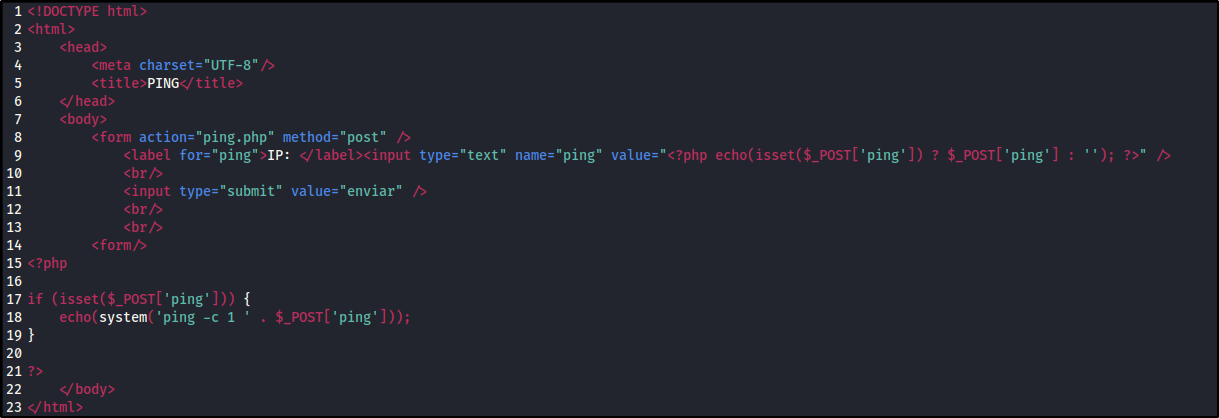 1 <!DOCTYPE html>
2 <html>
3     <head>
4         <meta charset="UTF-8"/>
5         <title>PING</title>
6     </head>
7     <body>
8         <form action="ping.php" method="post" />
9             <label for="ping">IP: </label><input type="text" name="ping" value="<?php echo(isset($_POST['ping']) ? $_POST['ping'] : ''); ?>" />
10             <br/>
11             <input type="submit" value="enviar" />
12             <br/>
13             <br/>
14         <form/>
15 <?php
16
17 if (isset($_POST['ping'])) {
18     echo(system('ping -c 1 ' . $_POST['ping']));
19 }
20
21 ?>
22     </body>
23 </html>